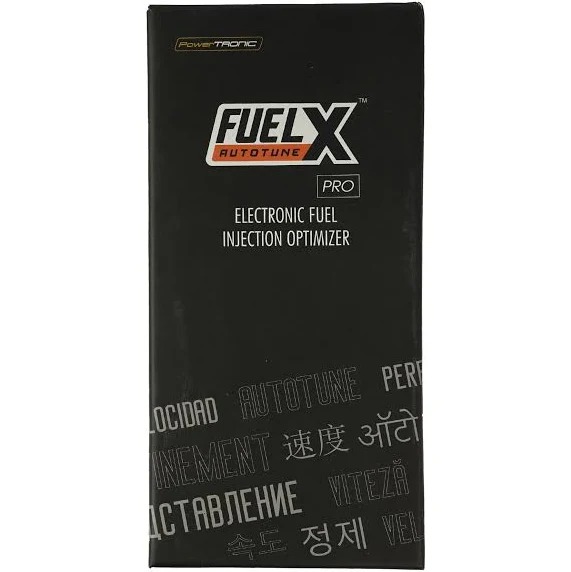 PowerTRONIC
FUELX™
AUTOTUNE
PRO
ELECTRONIC FUEL
INJECTION OPTIMIZER
LOCIDAD AUTOTUNE PERF
INEMENT 速度 ऑटो
ДСТАВЛЕНИЕ VITEZĂ
속도 정제 VEL